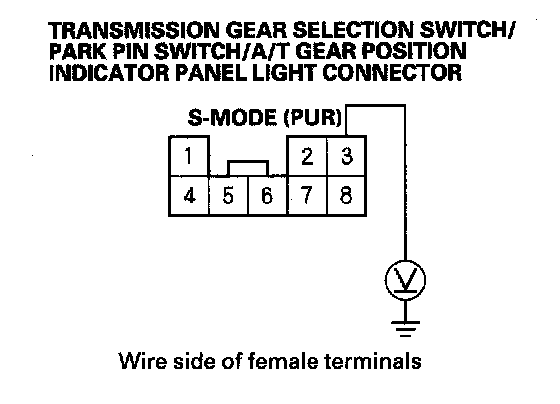 TRANSMISSION GEAR SELECTION SWITCH/
PARK PIN SWITCH/A/T GEAR POSITION
INDICATOR PANEL LIGHT CONNECTOR
S-MODE (PUR)
1 2 3
4 5 6 7 8
V
Wire side of female terminals